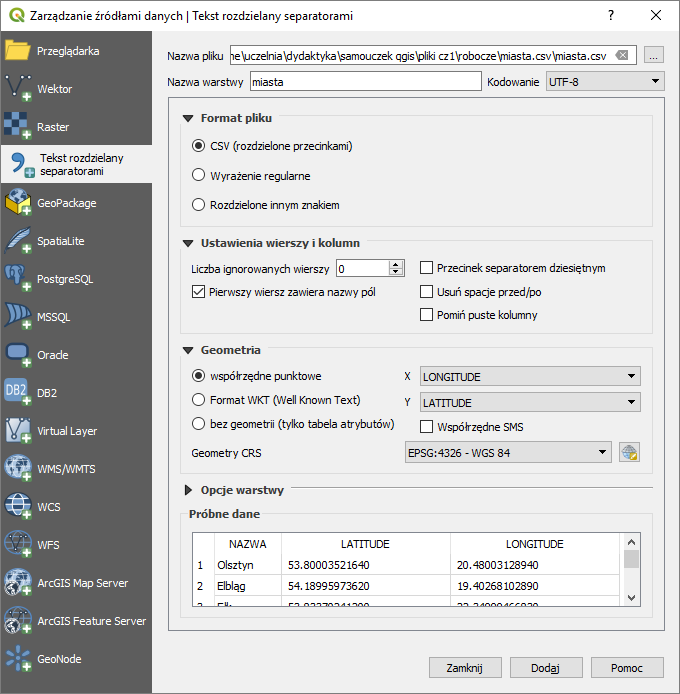 Zarządzanie źródłami danych | Tekst rozdzielany separatorami
Przeglądarka
Wektor
Raster
Tekst rozdzielany
separatorami
GeoPackage
SpatiaLite
PostgreSQL
MSSQL
Oracle
DB2
DB2
Virtual Layer
WMS/WMTS
WCS
WFS
ArcGIS Map Server
ArcGIS Feature Server
GeoNode
Nazwa pliku ne\uczelnia\dydaktyka\samouczek qgis\pliki cz1\robocze\miasta.csv\miasta.csv ...
Nazwa warstwy miasta Kodowanie UTF-8
Format pliku
CSV (rozdzielone przecinkami)
Wyrażenie regularne
Rozdzielone innym znakiem
Ustawienia wierszy i kolumn
Liczba ignorowanych wierszy 0 Przecinek separatorem dziesiętnym
Pierwszy wiersz zawiera nazwy pól Usuń spacje przed/po
Pomiń puste kolumny
Geometria
współrzędne punktowe X LONGITUDE
Format WKT (Well Known Text) Y LATITUDE
bez geometrii (tylko tabela atrybutów) Współrzędne SMS
Geometry CRS EPSG:4326 - WGS 84
Opcje warstwy
Próbne dane
NAZWA LATITUDE LONGITUDE
1 Olsztyn 53.80003521640 20.48003128940
2 Elbląg 54.18995973620 19.40268102890
Zamknij Dodaj Pomoc